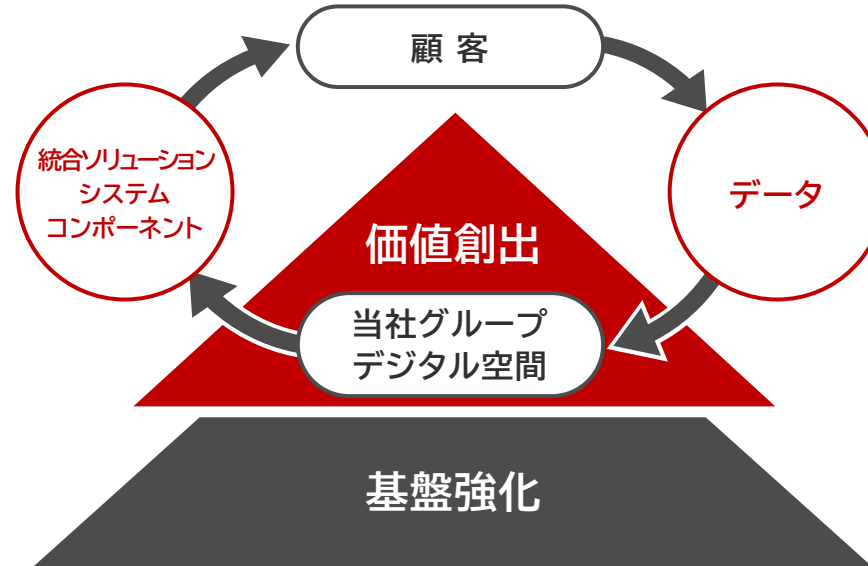 顧 客
統合ソリューション
システム
コンポーネント
データ
価値創出
当社グループ
デジタル空間
基盤強化